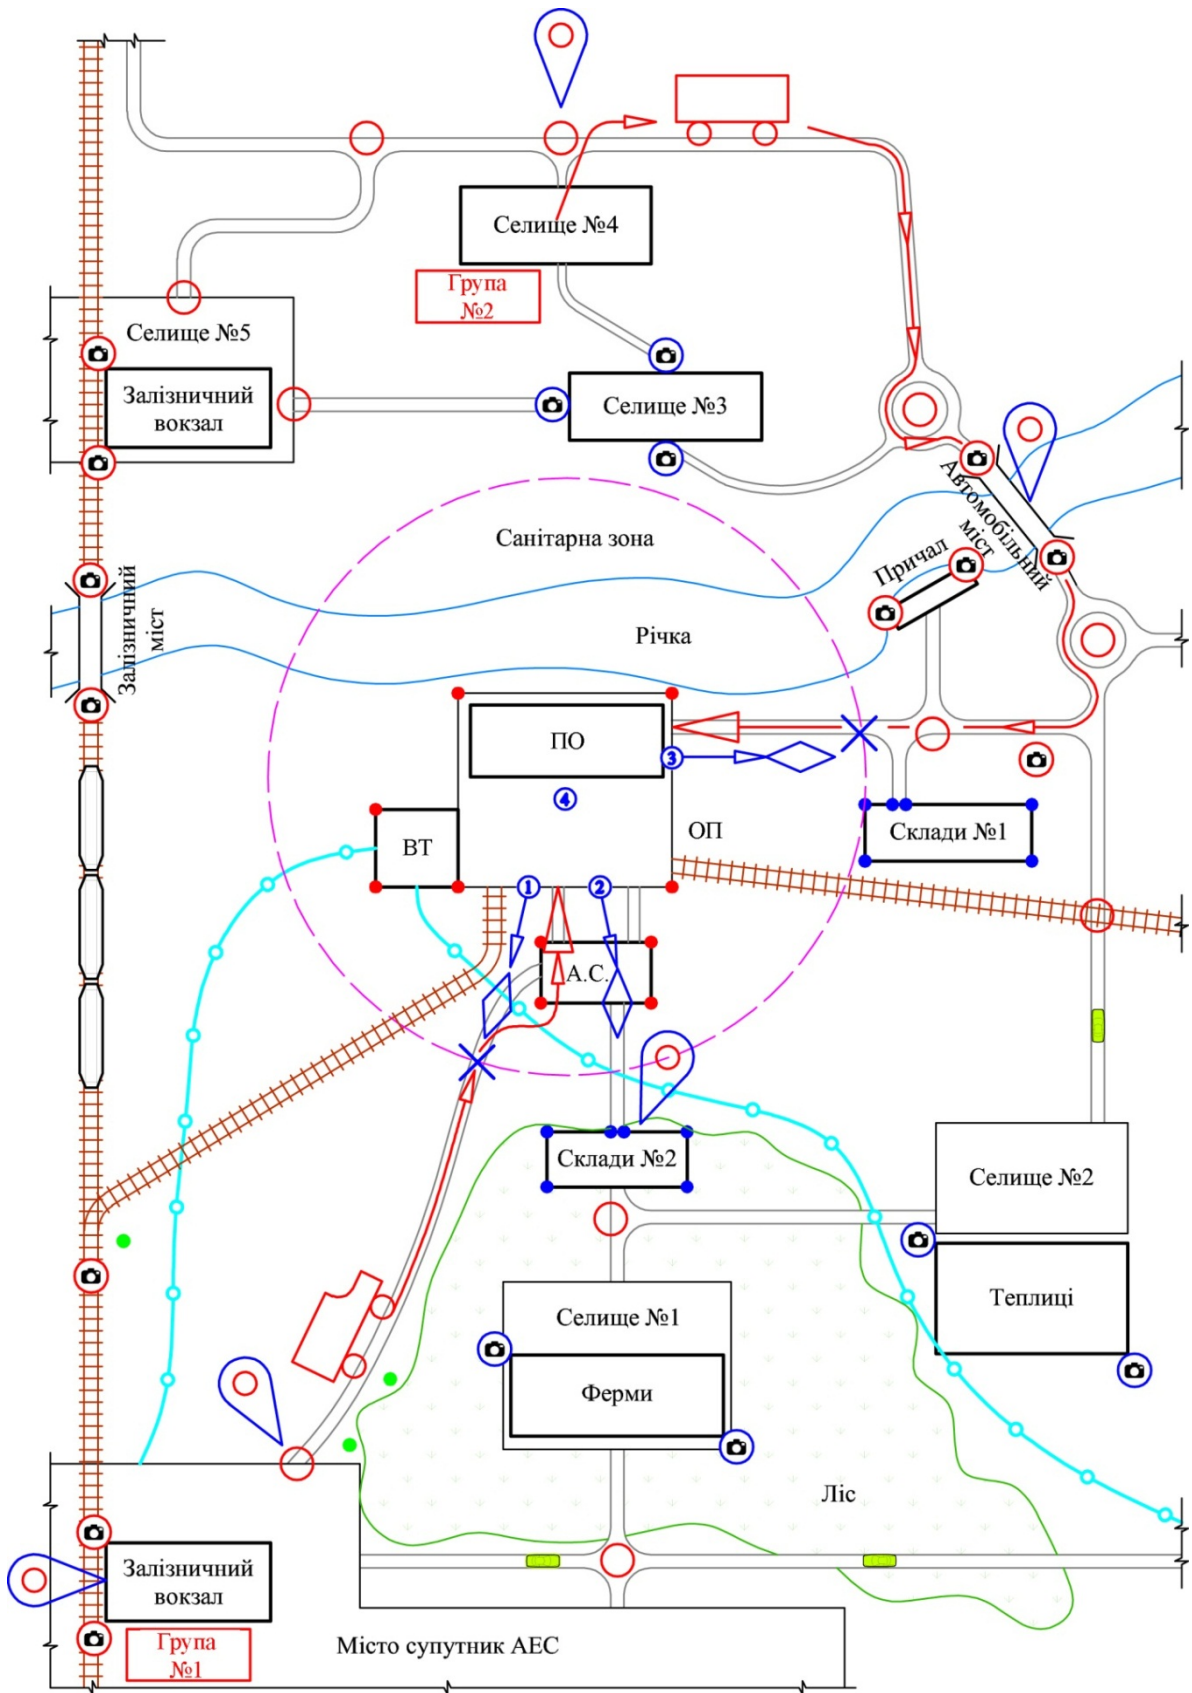 Селище №4
Група
№2
Селище №5
Залізничний
вокзал
Селище №3
Автомобільний
міст
Санітарна зона
Причал
Залізничний
міст
Річка
ПО
3
4
ВТ
ОП
Склади №1
1
2
А.С.
Склади №2
Селище №2
Теплиці
Селище №1
Ферми
Ліс
Залізничний
вокзал
Група
№1
Місто супутник АЕС